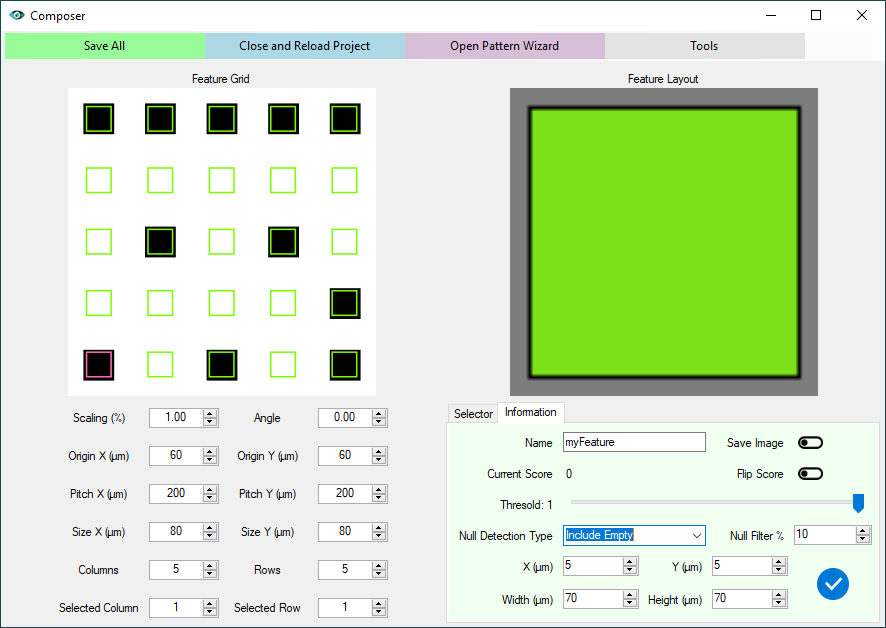 Composer
Save All Close and Reload Project Open Pattern Wizard Tools
Feature Grid
Feature Layout
Scaling (%) 1.00 Angle 0.00
Origin X (µm) 60 Origin Y (µm) 60
Pitch X (µm) 200 Pitch Y (µm) 200
Size X (µm) 80 Size Y (µm) 80
Columns 5 Rows 5
Selected Column 1 Selected Row 1
Selector Information
Name myFeature Save Image
Current Score 0 Flip Score
Thresold: 1
Null Detection Type Include Empty Null Filter % 10
X (µm) 5 Y (µm) 5
Width (µm) 70 Height (µm) 70